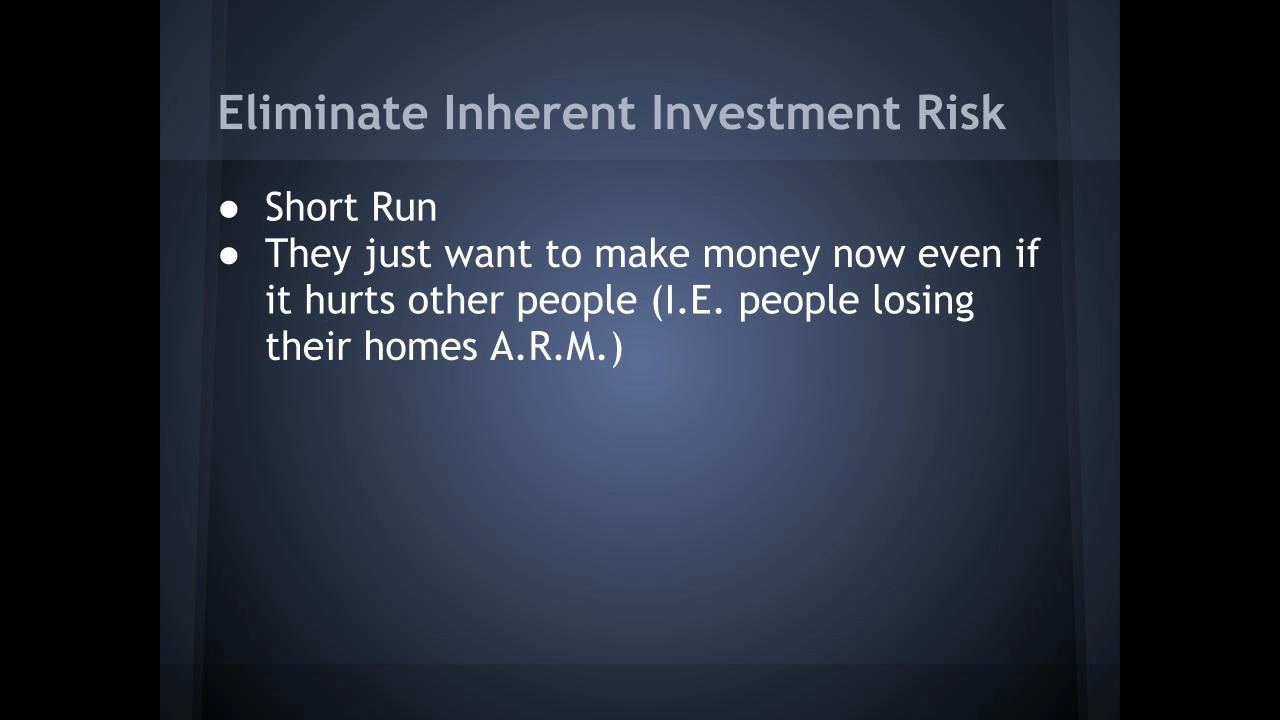 Eliminate Inherent Investment Risk
● Short Run
● They just want to make money now even if
it hurts other people (I.E. people losing
their homes A.R.M.)